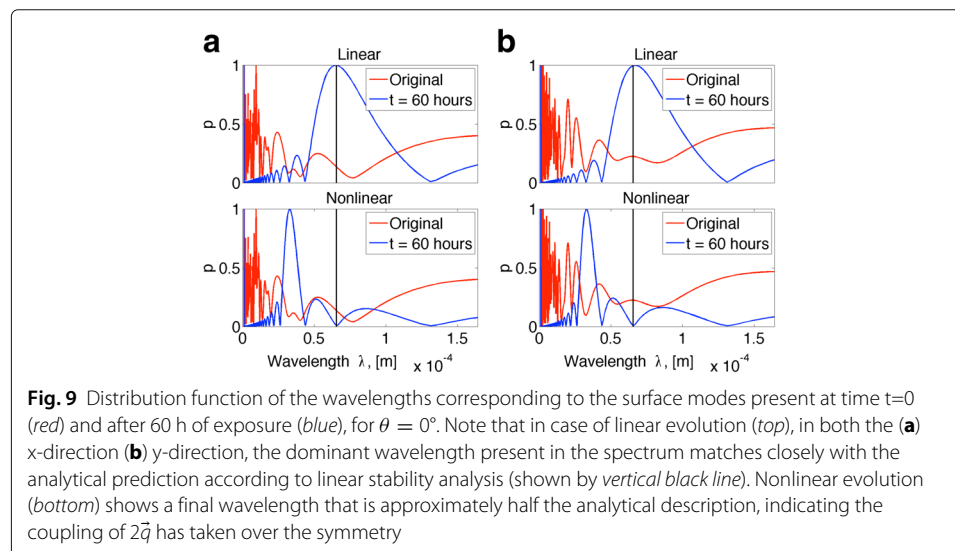 a
b
Linear
Linear
1
0.5
0
p
Original
t = 60 hours
1
0.5
0
Original
t = 60 hours
Nonlinear
Nonlinear
1
0.5
0
p
Original
t = 60 hours
1
0.5
0
Original
t = 60 hours
0 0.5 1 1.5
0 0.5 1 1.5
Wavelength λ, [m] x 10⁻⁴
Wavelength λ, [m] x 10⁻⁴
Fig. 9 Distribution function of the wavelengths corresponding to the surface modes present at time t=0
(red) and after 60 h of exposure (blue), for θ = 0°. Note that in case of linear evolution (top), in both the (a)
x-direction (b) y-direction, the dominant wavelength present in the spectrum matches closely with the
analytical prediction according to linear stability analysis (shown by vertical black line). Nonlinear evolution
(bottom) shows a final wavelength that is approximately half the analytical description, indicating the
coupling of 2q⃗ has taken over the symmetry